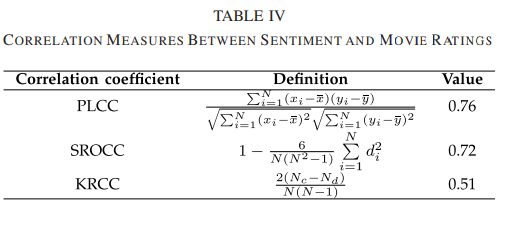 TABLE IV
CORRELATION MEASURES BETWEEN SENTIMENT AND MOVIE RATINGS
Correlation coefficient Definition Value
PLCC \frac{\sum_{i=1}^{N}(x_i-\overline{x})(y_i-\overline{y})}{\sqrt{\sum_{i=1}^{N}(x_i-\overline{x})^2}\sqrt{\sum_{i=1}^{N}(y_i-\overline{y})^2}} 0.76
SROCC 1 - \frac{6}{N(N^2-1)} \sum_{i=1}^{N} d_i^2 0.72
KRCC \frac{2(N_c-N_d)}{N(N-1)} 0.51